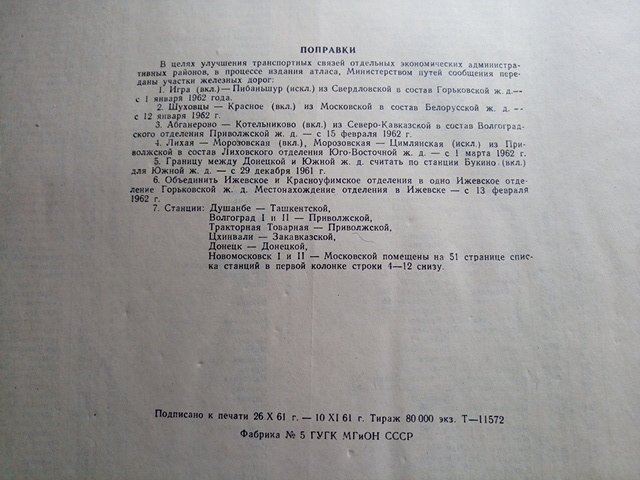 ПОПРАВКИ
В целях улучшения транспортных связей отдельных экономических администра-
тивных районов, в процессе издания атласа, Министерством путей сообщения пере-
даны участки железных дорог:
1. Игра (вкл.) — Пибаньшур (искл.) из Свердловской в состав Горьковской ж. д.—
с 1 января 1962 года.
2. Шуховцы — Красное (вкл.) из Московской в состав Белорусской ж. д. —
с 12 января 1962 г.
3. Абганерово — Котельниково (вкл.) из Северо-Кавказской в состав Волгоград-
ского отделения Приволжской ж. д. — с 15 февраля 1962 г.
4. Лихая — Морозовская (вкл.), Морозовская — Цимлянская (искл.) из При-
волжской в состав Лиховского отделения Юго-Восточной ж. д. — с 1 марта 1962 г.
5. Границу между Донецкой и Южной ж. д. считать по станции Букино (вкл.)
для Южной ж. д. — с 29 декабря 1961 г.
6. Объединить Ижевское и Красноуфимское отделение в одно Ижевское отде-
ление Горьковской ж. д. Местонахождение отделения в Ижевске — с 13 февраля
1962 г.
7. Станции: Душанбе — Ташкентской,
Волгоград I и II — Приволжской,
Тракторная Товарная — Приволжской,
Цхинвали — Закавказской,
Донецк — Донецкой,
Новомосковск I и II — Московской помещены на 51 странице спис-
ка станций в первой колонке строки 4—12 снизу.
Подписано к печати 26 X 61 г. — 10 XI 61 г. Тираж 80 000 экз. Т—11572
Фабрика № 5 ГУГК МГиОН СССР